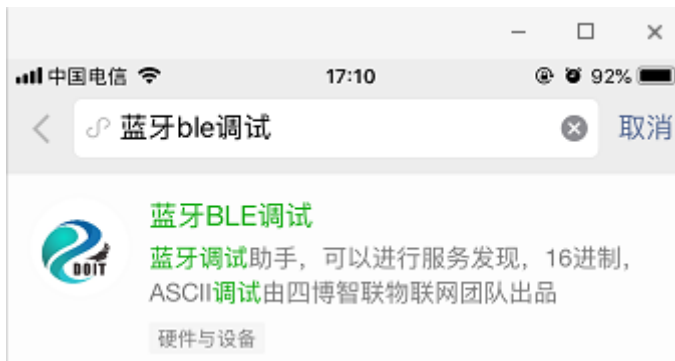 中国电信 17:10 92%
蓝牙ble调试 取消
DOIT
蓝牙BLE调试
蓝牙调试助手，可以进行服务发现，16进制，
ASCII调试由四博智联物联网团队出品
硬件与设备